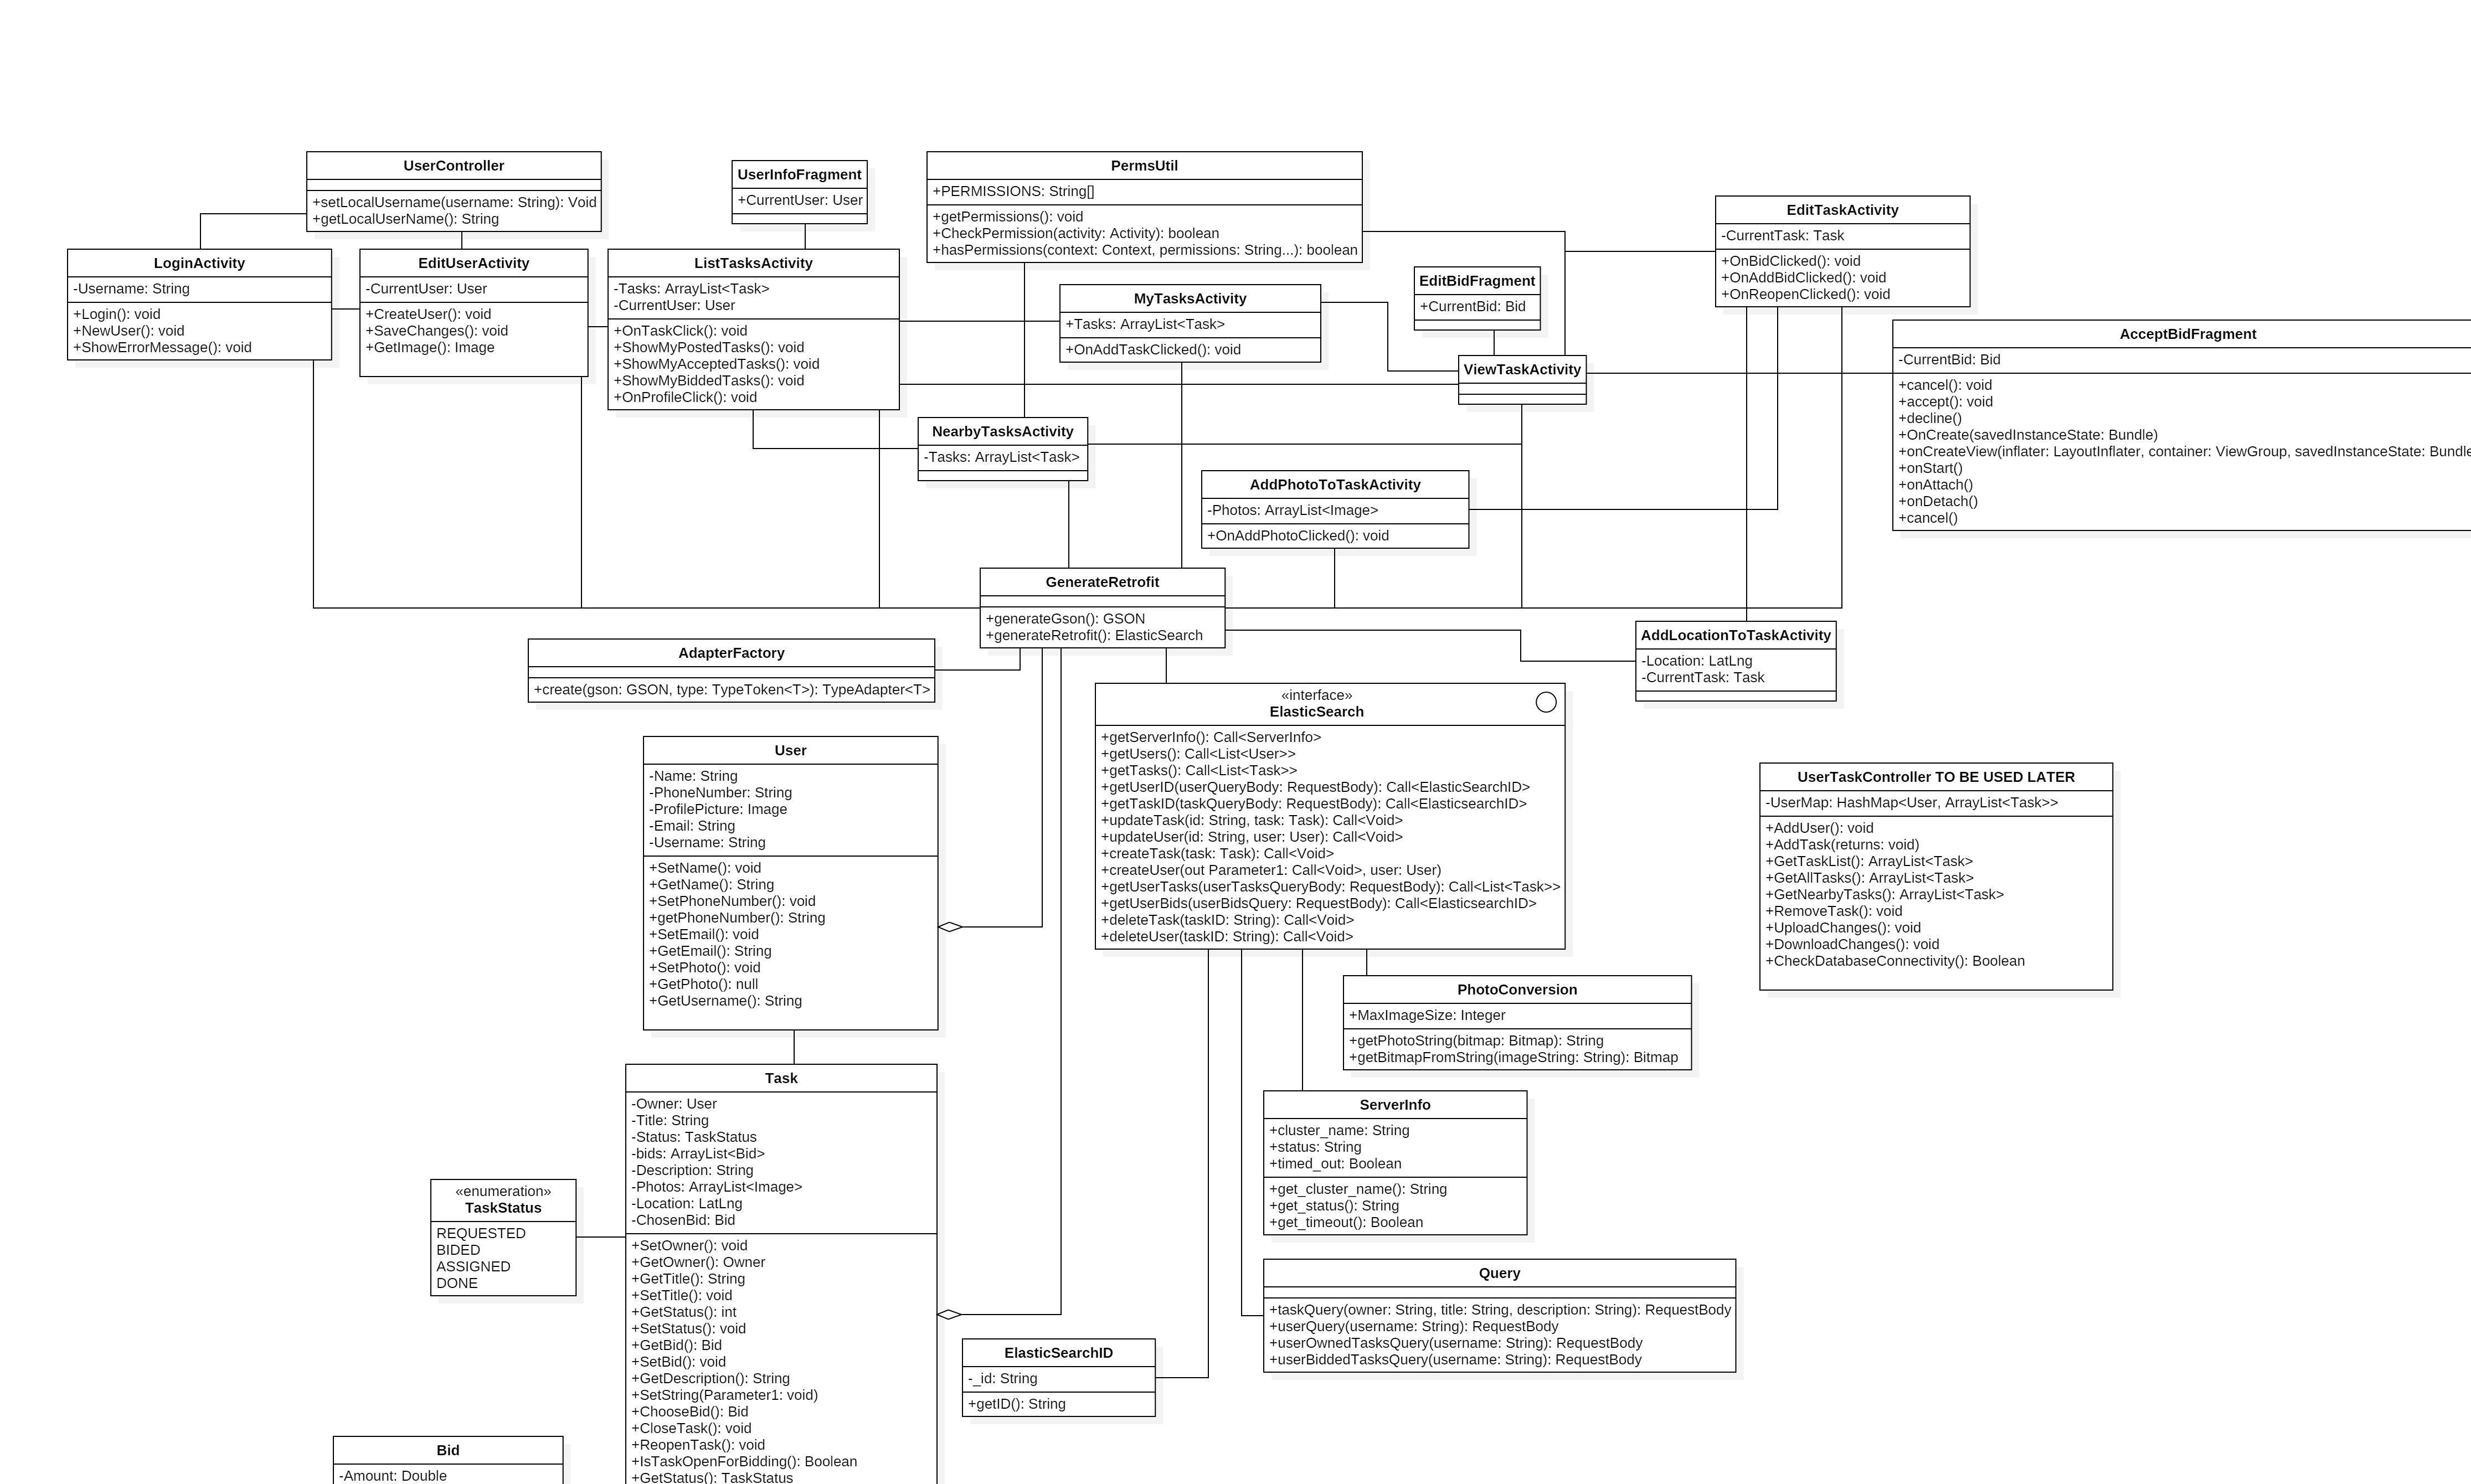 UserController
+setLocalUsername(username: String): Void
+getLocalUserName(): String
UserInfoFragment
+CurrentUser: User
PermsUtil
+PERMISSIONS: String[]
+getPermissions(): void
+CheckPermission(activity: Activity): boolean
+hasPermissions(context: Context, permissions: String...): boolean
EditTaskActivity
-CurrentTask: Task
+OnBidClicked(): void
+OnAddBidClicked(): void
+OnReopenClicked(): void
LoginActivity
-Username: String
+Login(): void
+NewUser(): void
+ShowErrorMessage(): void
EditUserActivity
-CurrentUser: User
+CreateUser(): void
+SaveChanges(): void
+GetImage(): Image
ListTasksActivity
-Tasks: ArrayList<Task>
-CurrentUser: User
+OnTaskClick(): void
+ShowMyPostedTasks(): void
+ShowMyAcceptedTasks(): void
+ShowMyBiddedTasks(): void
+OnProfileClick(): void
MyTasksActivity
+Tasks: ArrayList<Task>
+OnAddTaskClicked(): void
EditBidFragment
+CurrentBid: Bid
ViewTaskActivity
AcceptBidFragment
-CurrentBid: Bid
+cancel(): void
+accept(): void
+decline()
+OnCreate(savedInstanceState: Bundle)
+onCreateView(inflater: LayoutInflater, container: ViewGroup, savedInstanceState: Bundle
+onStart()
+onAttach()
+onDetach()
+cancel()
NearbyTasksActivity
-Tasks: ArrayList<Task>
AddPhotoToTaskActivity
-Photos: ArrayList<Image>
+OnAddPhotoClicked(): void
GenerateRetrofit
+generateGson(): GSON
+generateRetrofit(): ElasticSearch
AdapterFactory
+create(gson: GSON, type: TypeToken<T>): TypeAdapter<T>
AddLocationToTaskActivity
-Location: LatLng
-CurrentTask: Task
«interface»
ElasticSearch
+getServerInfo(): Call<ServerInfo>
+getUsers(): Call<List<User>>
+getTasks(): Call<List<Task>>
+getUserID(userQueryBody: RequestBody): Call<ElasticSearchID>
+getTaskID(taskQueryBody: RequestBody): Call<ElasticsearchID>
+updateTask(id: String, task: Task): Call<Void>
+updateUser(id: String, user: User): Call<Void>
+createTask(task: Task): Call<Void>
+createUser(out Parameter1: Call<Void>, user: User)
+getUserTasks(userTasksQueryBody: RequestBody): Call<List<Task>>
+getUserBids(userBidsQuery: RequestBody): Call<ElasticsearchID>
+deleteTask(taskID: String): Call<Void>
+deleteUser(taskID: String): Call<Void>
User
-Name: String
-PhoneNumber: String
-ProfilePicture: Image
-Email: String
-Username: String
+SetName(): void
+GetName(): String
+SetPhoneNumber(): void
+getPhoneNumber(): String
+SetEmail(): void
+GetEmail(): String
+SetPhoto(): void
+GetPhoto(): null
+GetUsername(): String
UserTaskController TO BE USED LATER
-UserMap: HashMap<User, ArrayList<Task>>
+AddUser(): void
+AddTask(returns: void)
+GetTaskList(): ArrayList<Task>
+GetAllTasks(): ArrayList<Task>
+GetNearbyTasks(): ArrayList<Task>
+RemoveTask(): void
+UploadChanges(): void
+DownloadChanges(): void
+CheckDatabaseConnectivity(): Boolean
PhotoConversion
+MaxImageSize: Integer
+getPhotoString(bitmap: Bitmap): String
+getBitmapFromString(imageString: String): Bitmap
Task
-Owner: User
-Title: String
-Status: TaskStatus
-bids: ArrayList<Bid>
-Description: String
-Photos: ArrayList<Image>
-Location: LatLng
-ChosenBid: Bid
+SetOwner(): void
+GetOwner(): Owner
+GetTitle(): String
+SetTitle(): void
+GetStatus(): int
+SetStatus(): void
+GetBid(): Bid
+SetBid(): void
+GetDescription(): String
+SetString(Parameter1: void)
+ChooseBid(): Bid
+CloseTask(): void
+ReopenTask(): void
+IsTaskOpenForBidding(): Boolean
+GetStatus(): TaskStatus
ServerInfo
+cluster_name: String
+status: String
+timed_out: Boolean
+get_cluster_name(): String
+get_status(): String
+get_timeout(): Boolean
«enumeration»
TaskStatus
REQUESTED
BIDED
ASSIGNED
DONE
Query
+taskQuery(owner: String, title: String, description: String): RequestBody
+userQuery(username: String): RequestBody
+userOwnedTasksQuery(username: String): RequestBody
+userBiddedTasksQuery(username: String): RequestBody
ElasticSearchID
-_id: String
+getID(): String
Bid
-Amount: Double